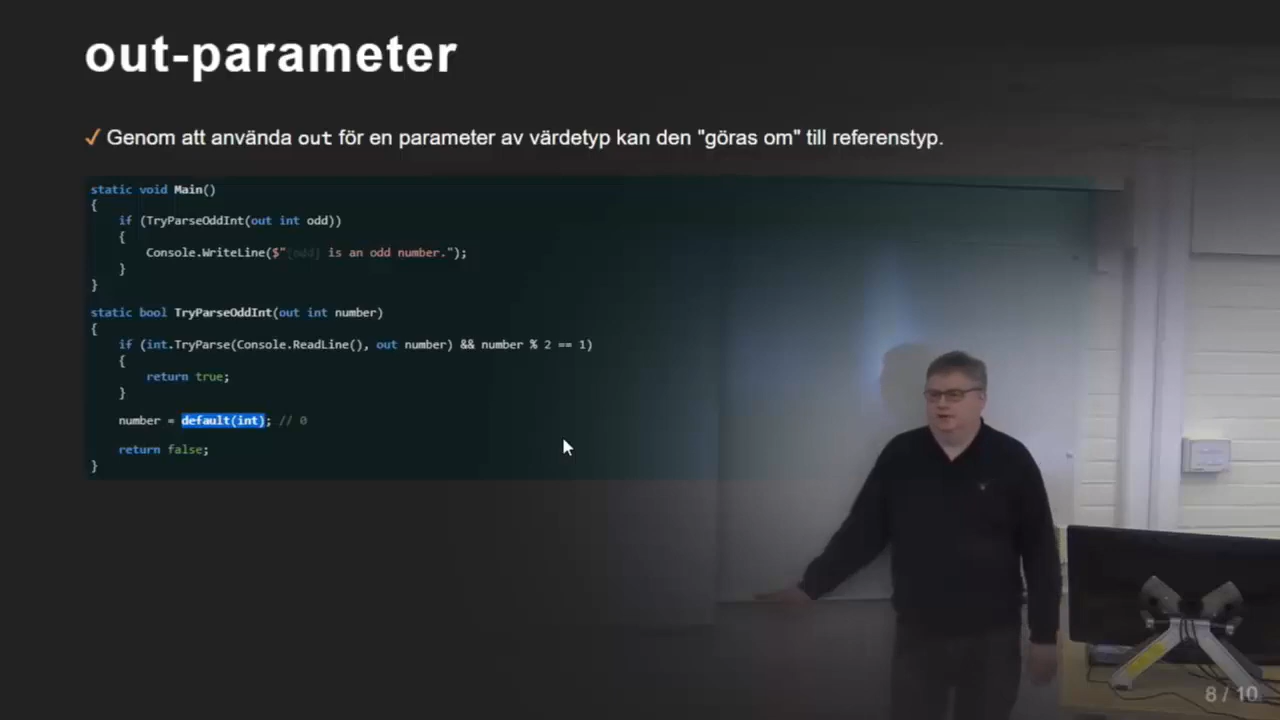 out-parameter
✓ Genom att använda out för en parameter av värdetyp kan den "göras om" till referenstyp.
static void Main()
{
if (TryParseOddInt(out int odd))
{
Console.WriteLine($"{odd} is an odd number.");
}
}
static bool TryParseOddInt(out int number)
{
if (int.TryParse(Console.ReadLine(), out number) && number % 2 == 1)
{
return true;
}
number = default(int); // 0
return false;
}
8 / 10